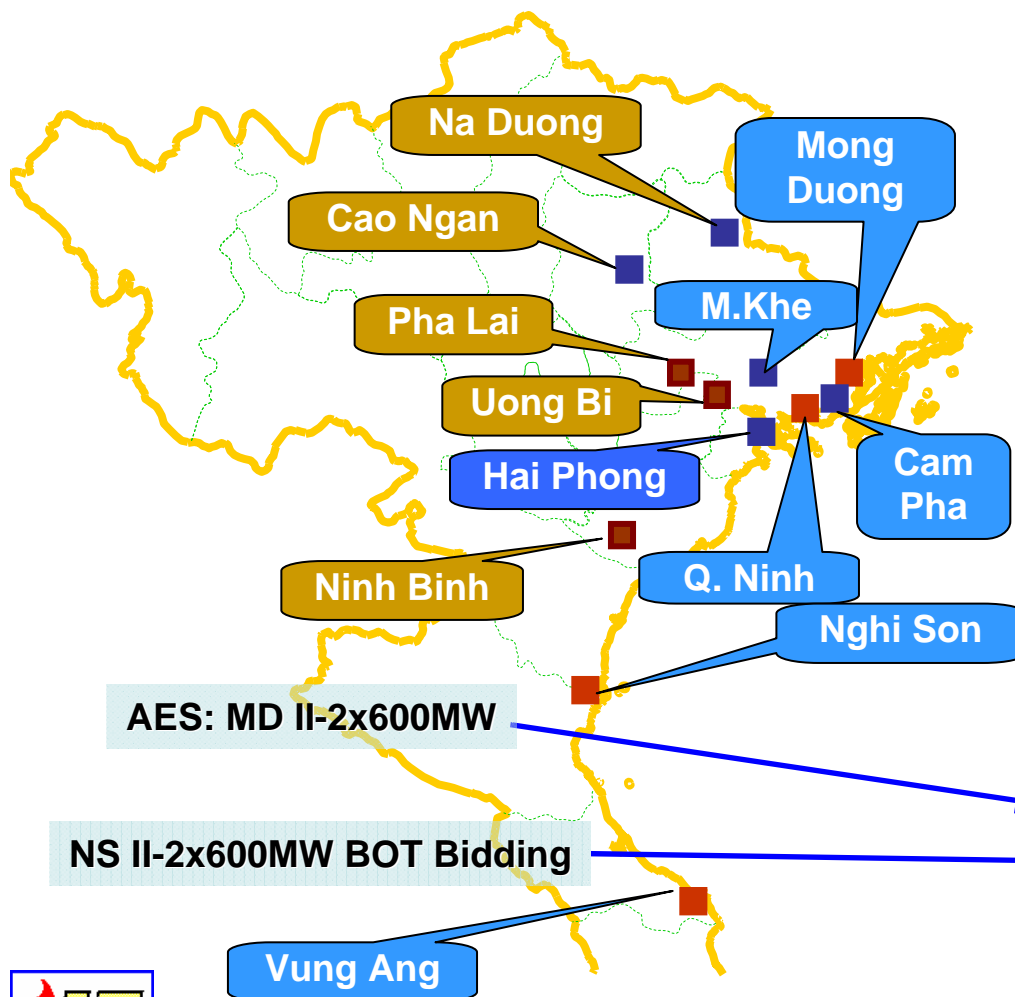 Na Duong
Mong
Duong
Cao Ngan
M.Khe
Pha Lai
Uong Bi
Hai Phong
Cam
Pha
Ninh Binh
Q. Ninh
Nghi Son
AES: MD II-2x600MW
NS II-2x600MW BOT Bidding
Vung Ang